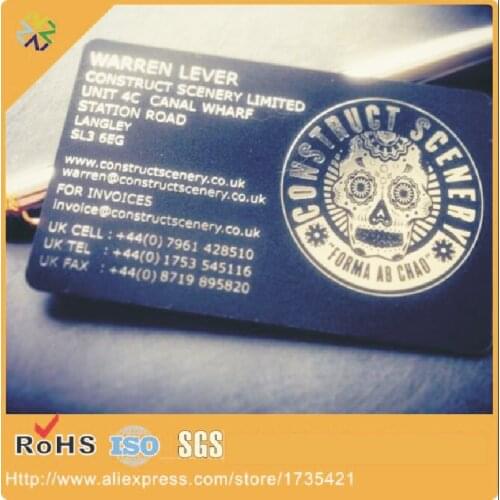 WARREN LEVER
CONSTRUCT SCENERY LIMITED
UNIT 4C CANAL WHARF
STATION ROAD
LANGLEY
SL3 6EG
www.constructscenery.co.uk
warren@constructscenery.co.uk
FOR INVOICES
invoice@constructscenery.co.uk
UK CELL : +44(0) 7961 428510
UK TEL : +44(0) 1753 545116
UK FAX : +44(0) 8719 895820
CONSTRUCT SCENERY
"FORMA AB CHAO"
RoHS ISO SGS
Http://www.aliexpress.com/store/1735421